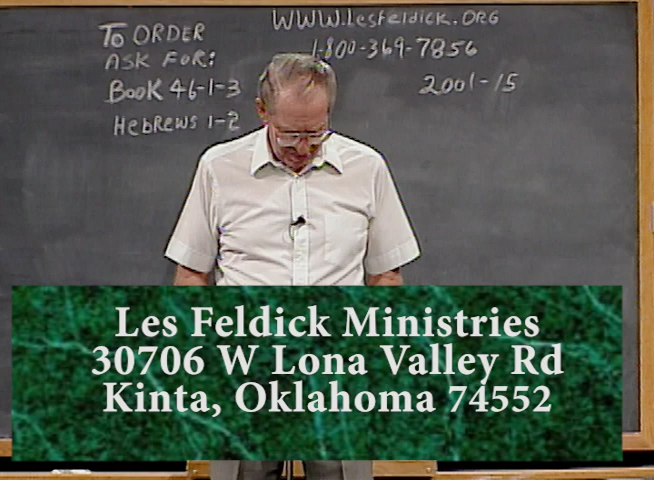 WWW.lesfeldick.ORG
To ORDER
1-800-369-7856
ASK FOR:
2001-15
BOOK 46-1-3
HEBREWS 1-2
Les Feldick Ministries
30706 W Lona Valley Rd
Kinta, Oklahoma 74552